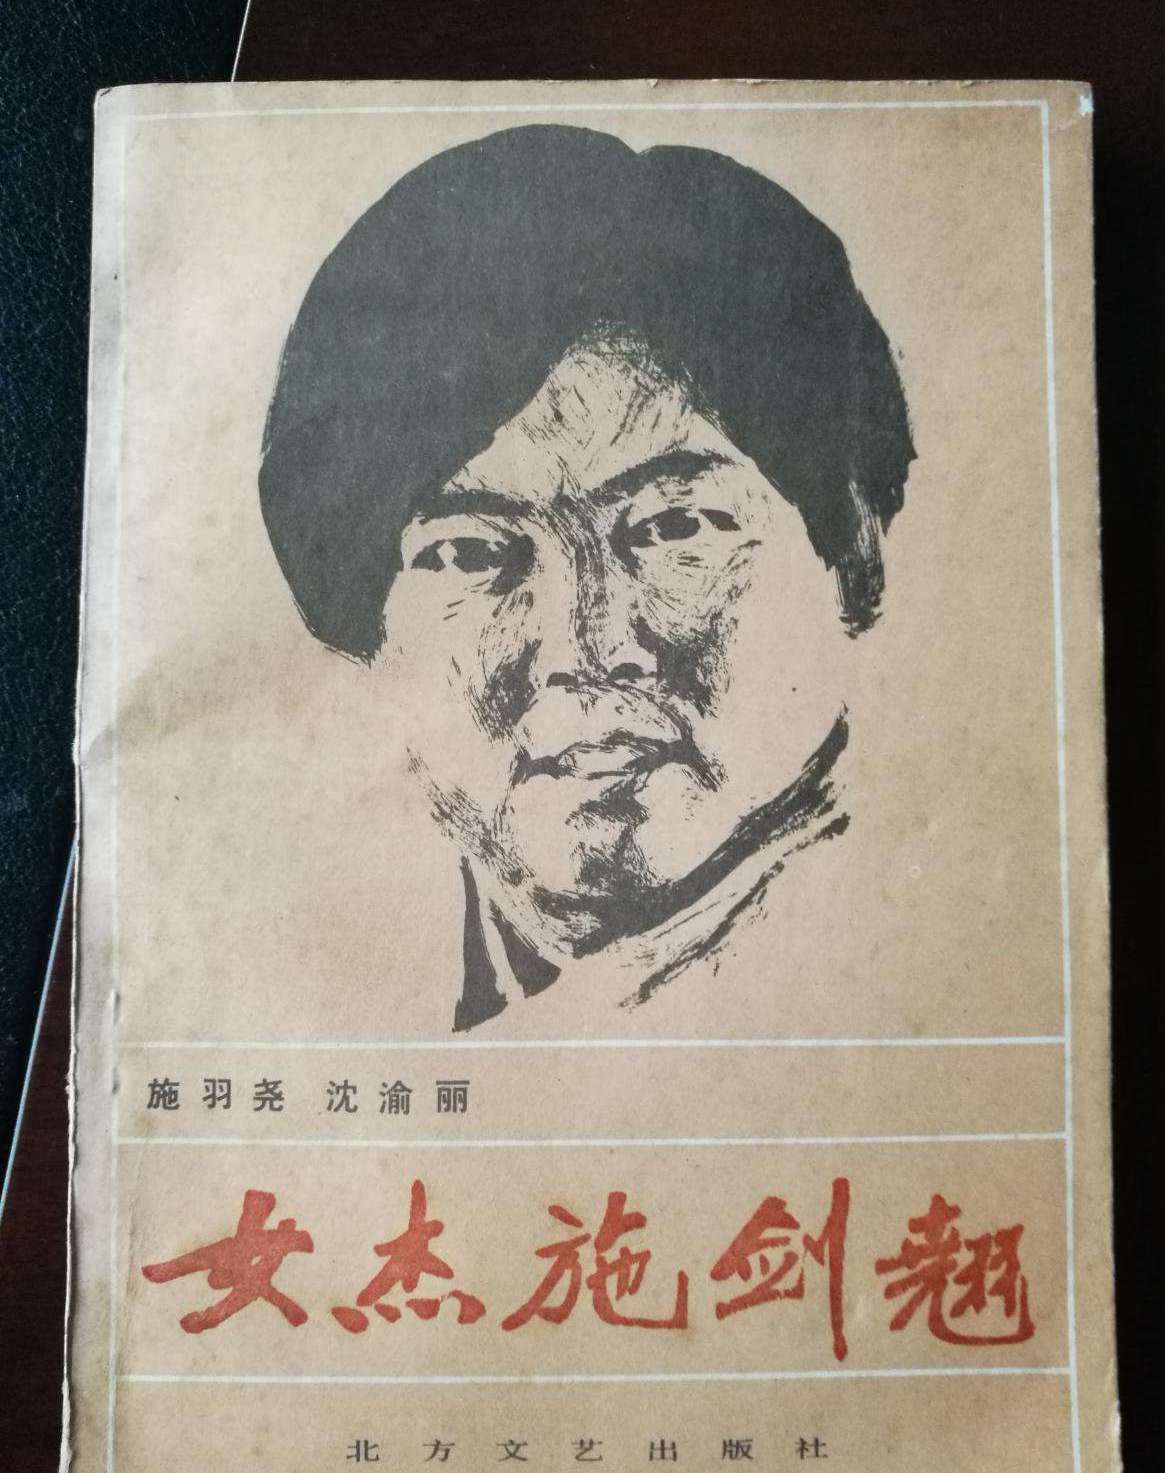 施羽尧 沈渝丽
女杰施剑翘
北方文艺出版社